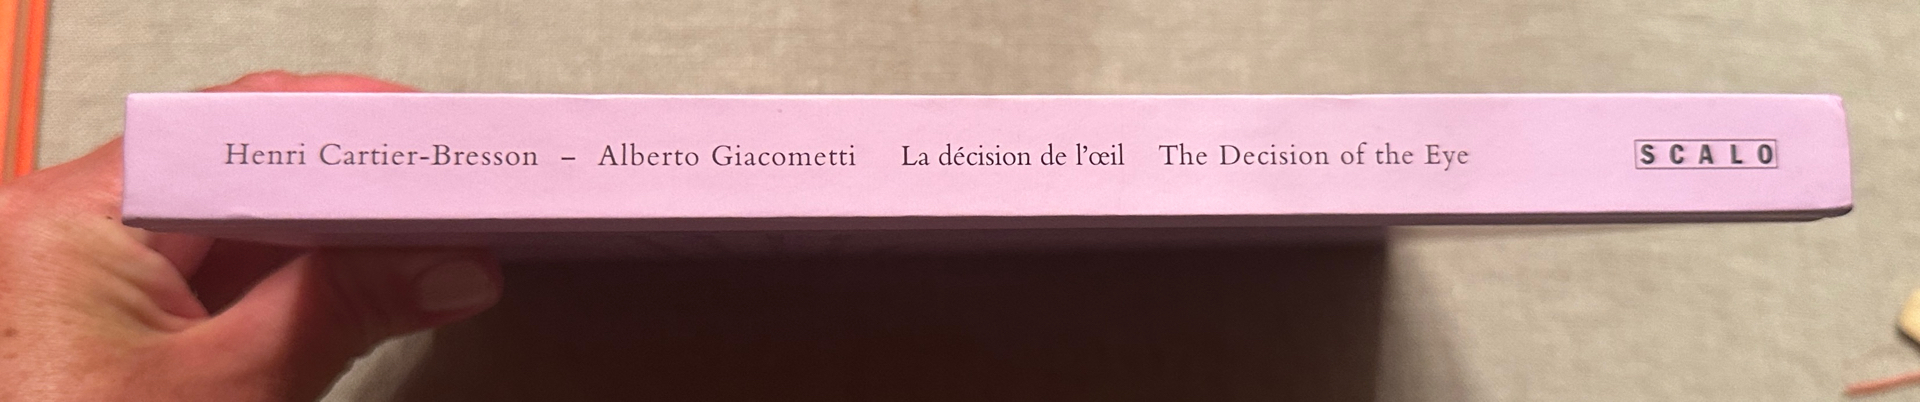 Henri Cartier-Bresson – Alberto Giacometti La décision de l'œil The Decision of the Eye SCALO